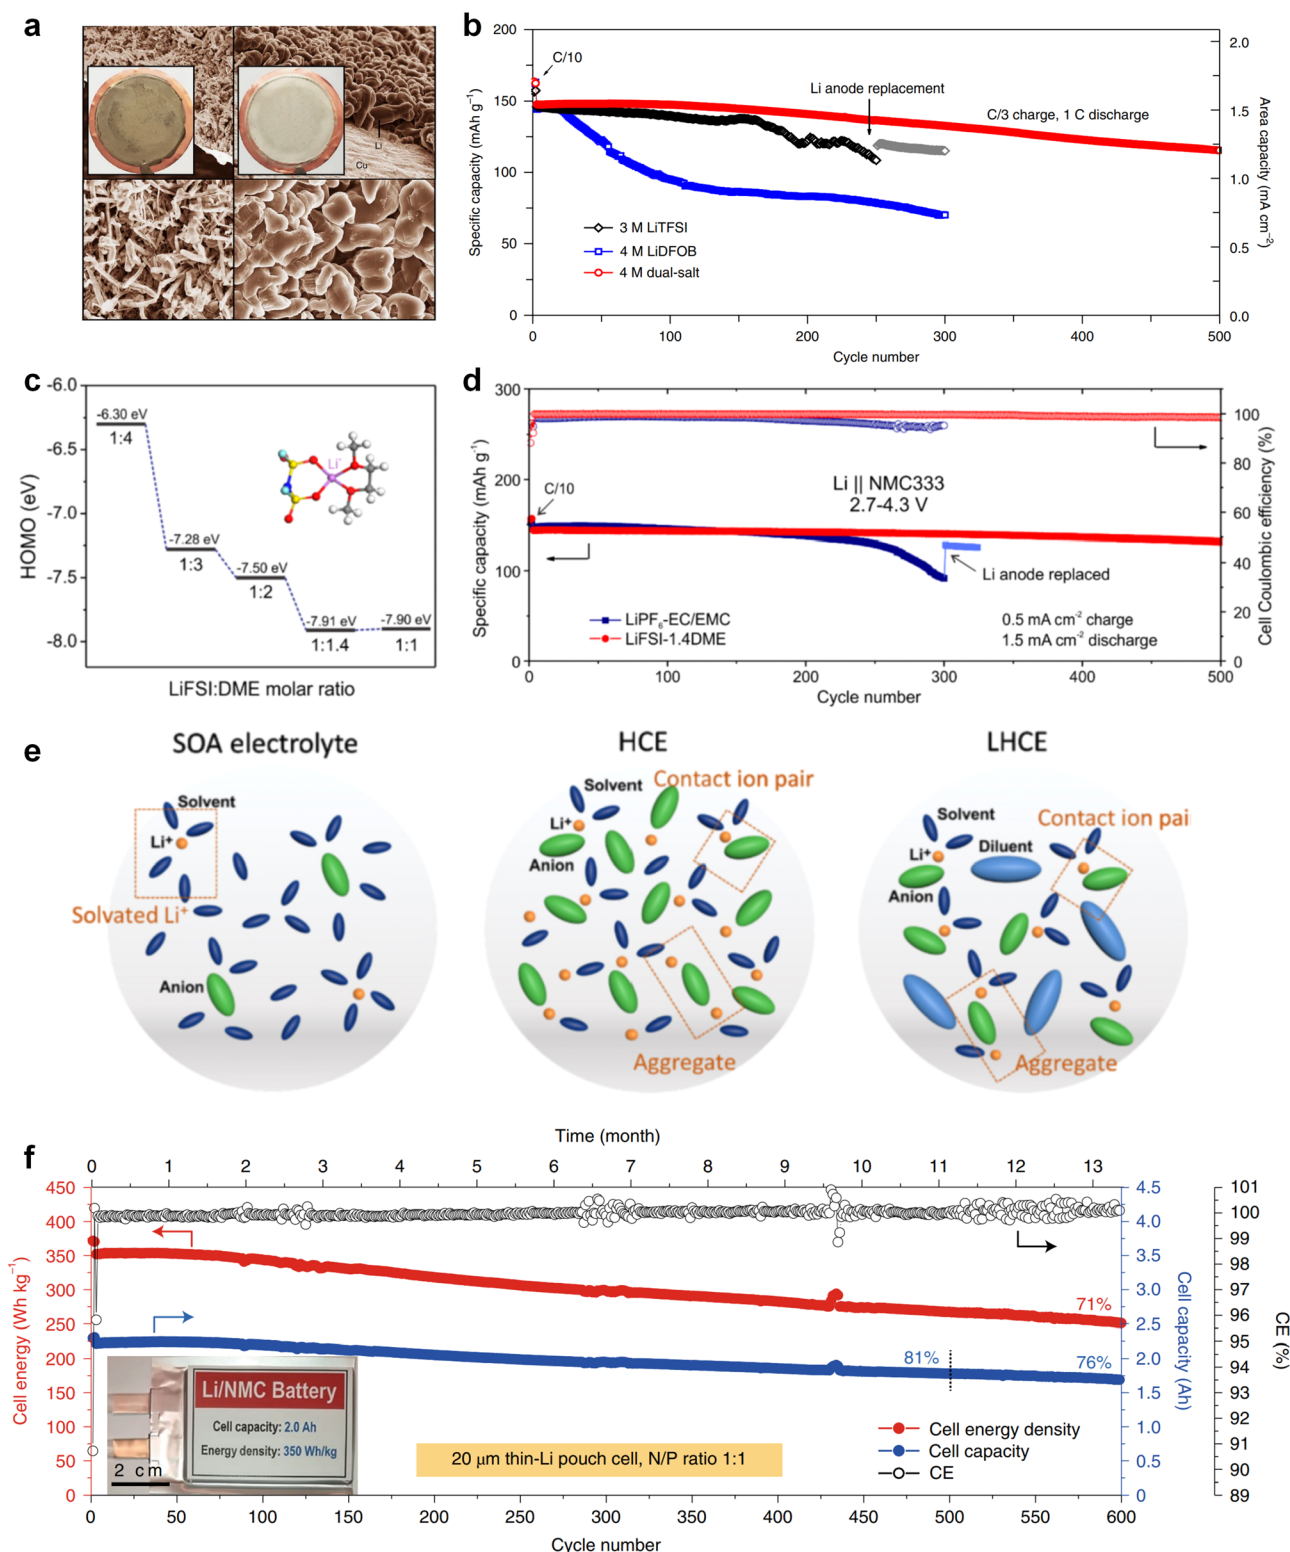 a
Li
Cu
b
200
150
100
50
0
Specific capacity (mAh g⁻¹)
C/10
Li anode replacement
C/3 charge, 1 C discharge
3 M LiTFSI
4 M LiDFOB
4 M dual-salt
2.0
1.5
1.0
0.5
0.0
Area capacity (mA cm⁻²)
0 100 200 300 400 500
Cycle number
c
-6.0
-6.5
-7.0
-7.5
-8.0
HOMO (eV)
-6.30 eV
1:4
-7.28 eV
1:3
-7.50 eV
1:2
-7.91 eV
1:1.4
-7.90 eV
1:1
LiFSI:DME molar ratio
d
300
200
100
0
Specific capacity (mAh g⁻¹)
C/10
Li || NMC333
2.7-4.3 V
Li anode replaced
LiPF₆-EC/EMC
LiFSI-1.4DME
0.5 mA cm⁻² charge
1.5 mA cm⁻² discharge
100
80
60
40
20
0
Cell Coulombic efficiency (%)
0 100 200 300 400 500
Cycle number
e
SOA electrolyte
Solvent
Li⁺
Solvated Li⁺
Anion
HCE
Solvent
Contact ion pair
Li⁺
Anion
Aggregate
LHCE
Solvent
Contact ion pai
Diluent
Li⁺
Anion
Aggregate
f
Time (month)
0 1 2 3 4 5 6 7 8 9 10 11 12 13
450
400
350
300
250
200
150
100
50
0
Cell energy (Wh kg⁻¹)
71%
81%
76%
Li/NMC Battery
Cell capacity: 2.0 Ah
Energy density: 350 Wh/kg
2 cm
20 μm thin-Li pouch cell, N/P ratio 1:1
Cell energy density
Cell capacity
CE
4.5
4.0
3.5
3.0
2.5
2.0
1.5
1.0
0.5
0
Cell capacity (Ah)
101
100
99
98
97
96
95
94
93
92
91
90
89
CE (%)
0 50 100 150 200 250 300 350 400 450 500 550 600
Cycle number